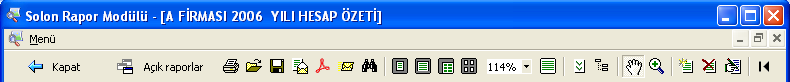 Solon Rapor Modülü - [A FİRMASI 2006  YILI HESAP ÖZETİ]
Menü
Kapat Açık raporlar 114%